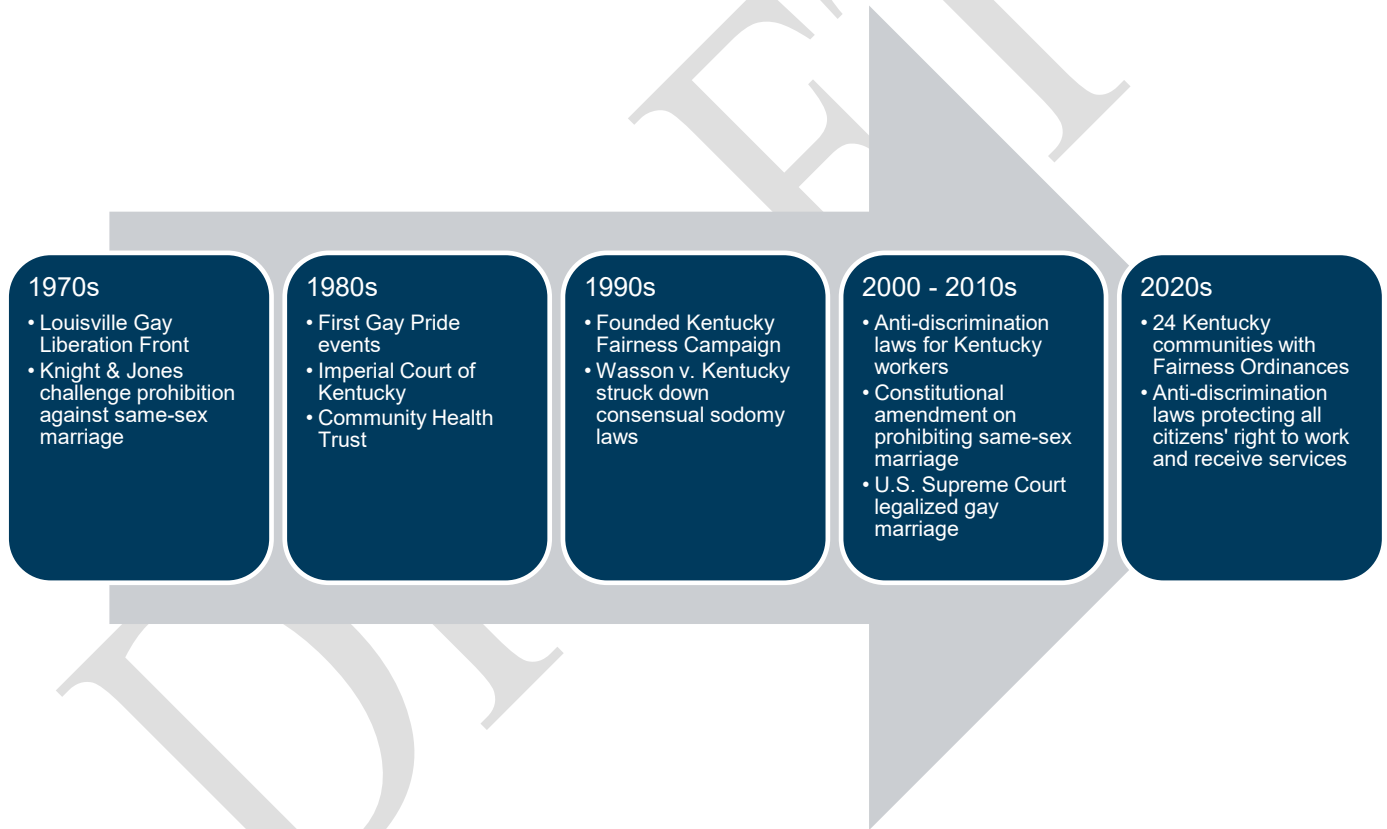 1970s
• Louisville Gay
Liberation Front
• Knight & Jones
challenge prohibition
against same-sex
marriage
1980s
• First Gay Pride
events
• Imperial Court of
Kentucky
• Community Health
Trust
1990s
• Founded Kentucky
Fairness Campaign
• Wasson v. Kentucky
struck down
consensual sodomy
laws
2000 - 2010s
• Anti-discrimination
laws for Kentucky
workers
• Constitutional
amendment on
prohibiting same-sex
marriage
• U.S. Supreme Court
legalized gay
marriage
2020s
• 24 Kentucky
communities with
Fairness Ordinances
• Anti-discrimination
laws protecting all
citizens' right to work
and receive services